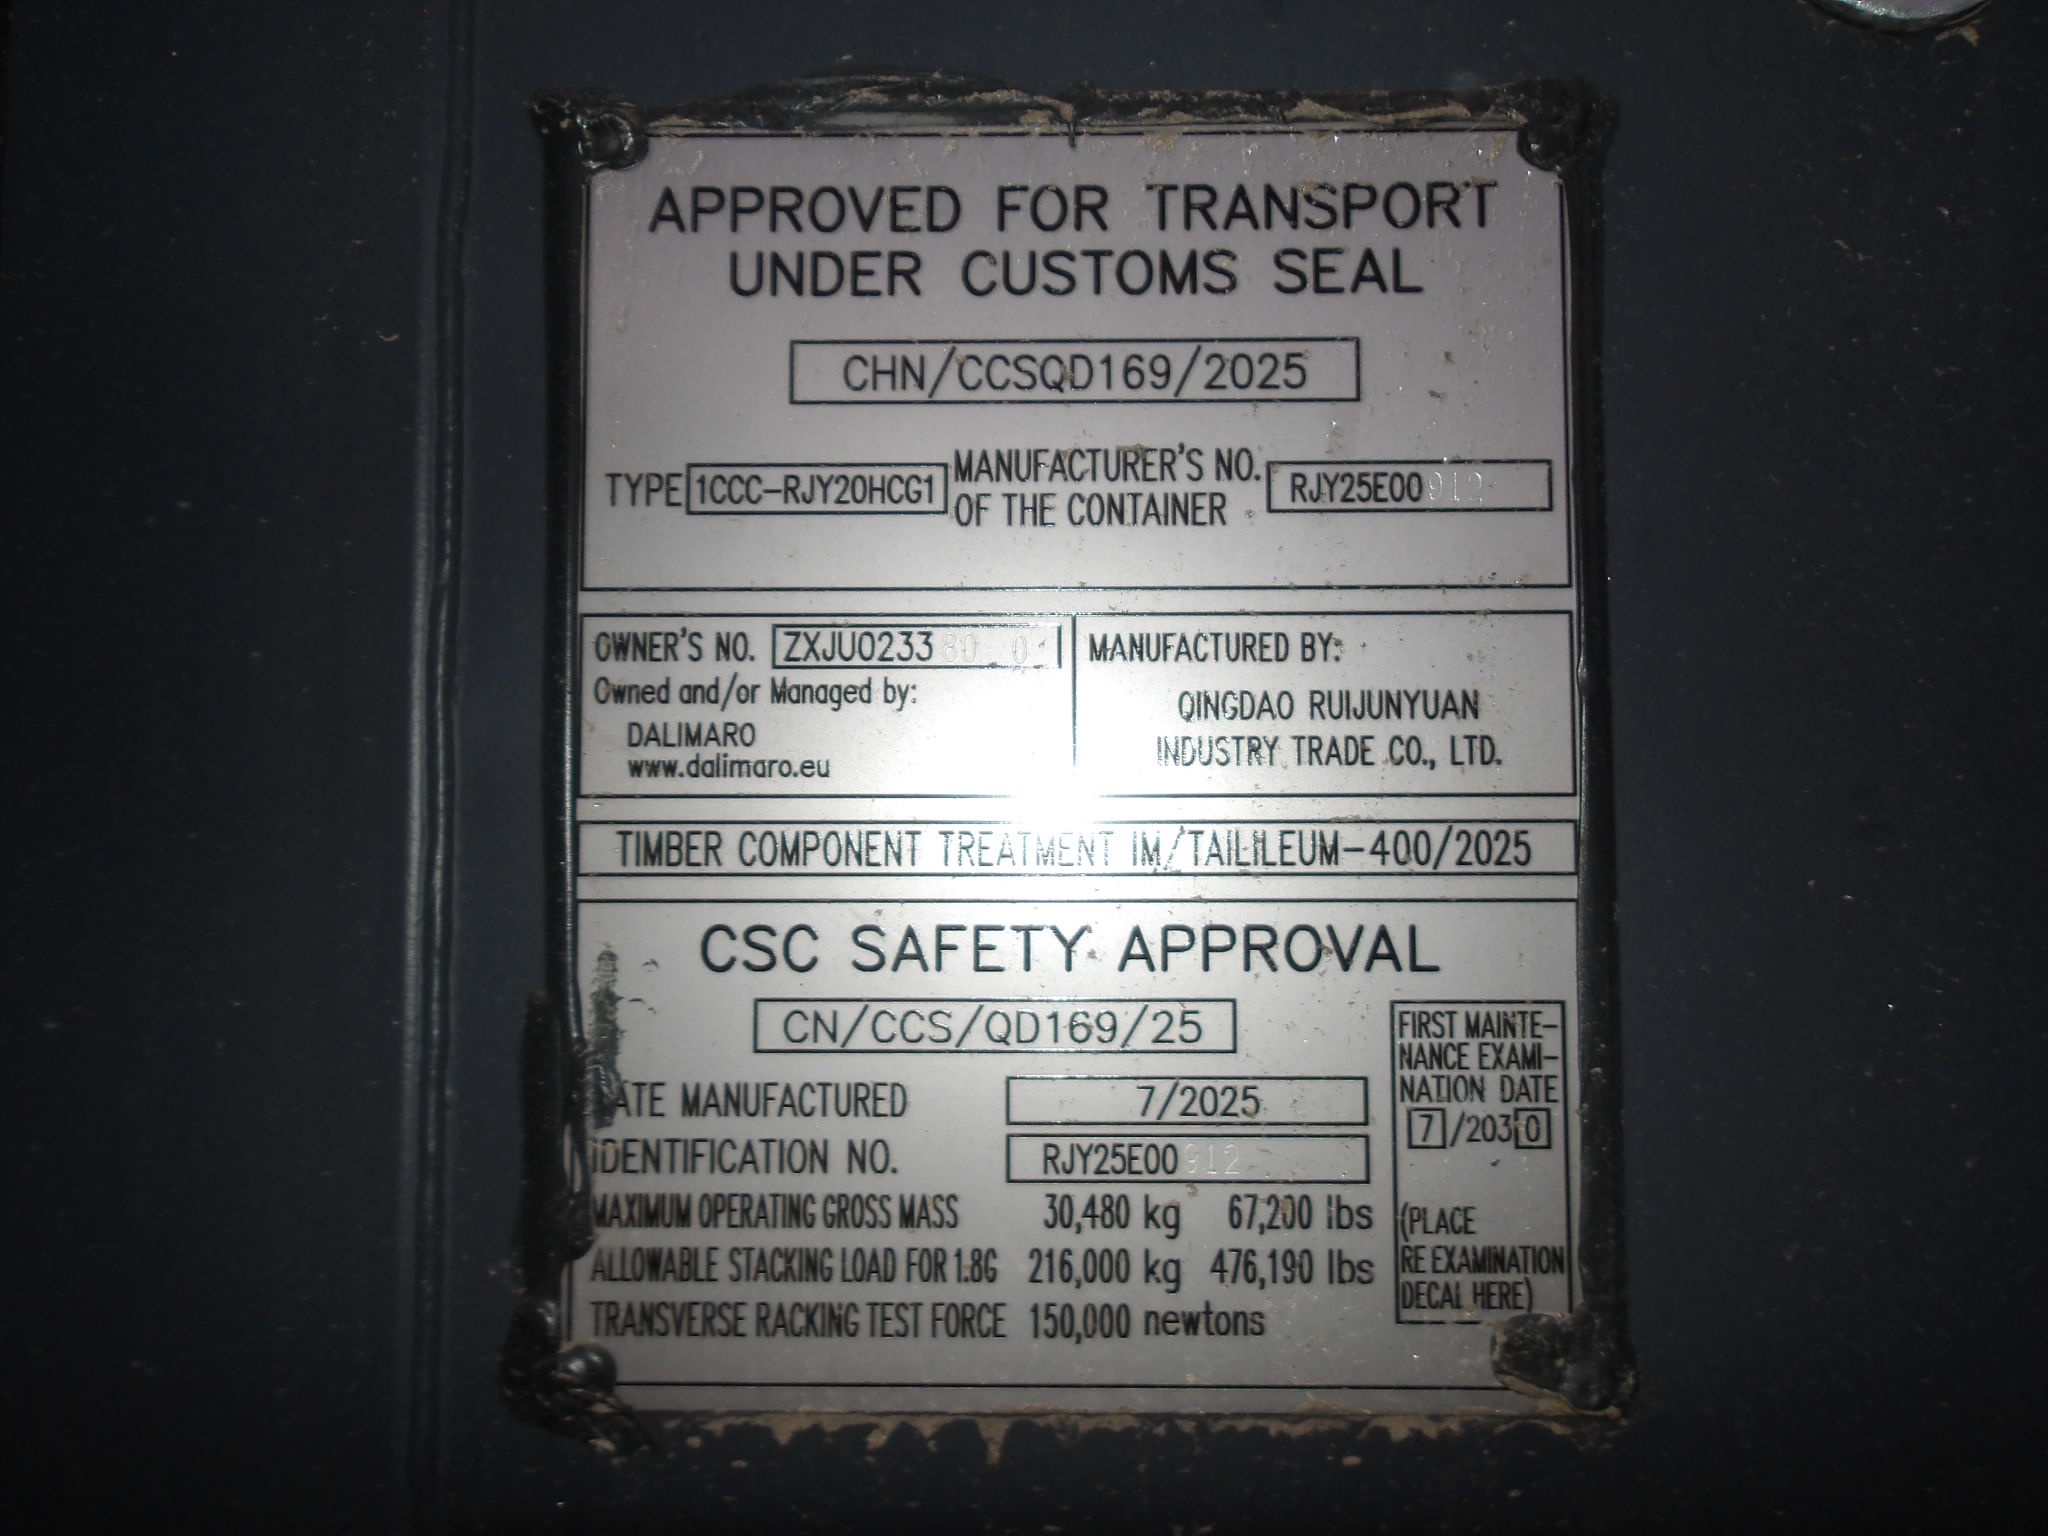 APPROVED FOR TRANSPORT
UNDER CUSTOMS SEAL
CHN/CCSQD169/2025
TYPE 1CCC-RJY20HCG1 MANUFACTURER'S NO. OF THE CONTAINER RJY25E00912
OWNER'S NO. ZXJU023380 0
Owned and/or Managed by:
DALIMARO
www.dalimaro.eu
MANUFACTURED BY:
QINGDAO RUIJUNYUAN
INDUSTRY TRADE CO., LTD.
TIMBER COMPONENT TREATMENT IM/TAILILEUM-400/2025
CSC SAFETY APPROVAL
CN/CCS/QD169/25
DATE MANUFACTURED 7/2025
IDENTIFICATION NO. RJY25E00912
MAXIMUM OPERATING GROSS MASS 30,480 kg 67,200 lbs
ALLOWABLE STACKING LOAD FOR 1.8G 216,000 kg 476,190 lbs
TRANSVERSE RACKING TEST FORCE 150,000 newtons
FIRST MAINTE-
NANCE EXAMI-
NATION DATE
7/2030
(PLACE
RE EXAMINATION
DECAL HERE)